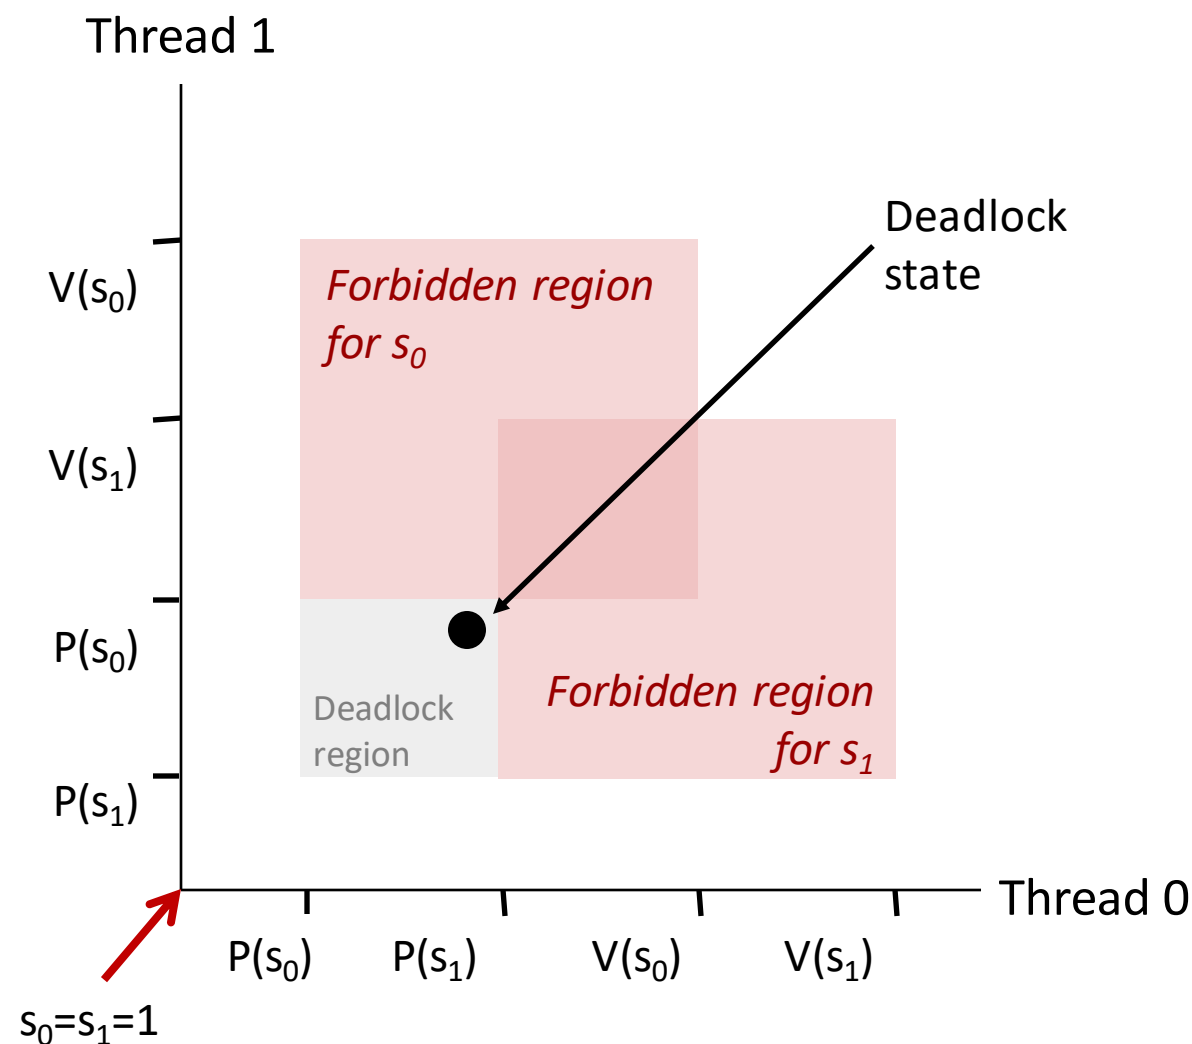 Thread 1
Deadlock
state
V(s₀)
Forbidden region
for s₀
V(s₁)
P(s₀)
Forbidden region
for s₁
Deadlock
region
P(s₁)
Thread 0
P(s₀) P(s₁) V(s₀) V(s₁)
s₀=s₁=1